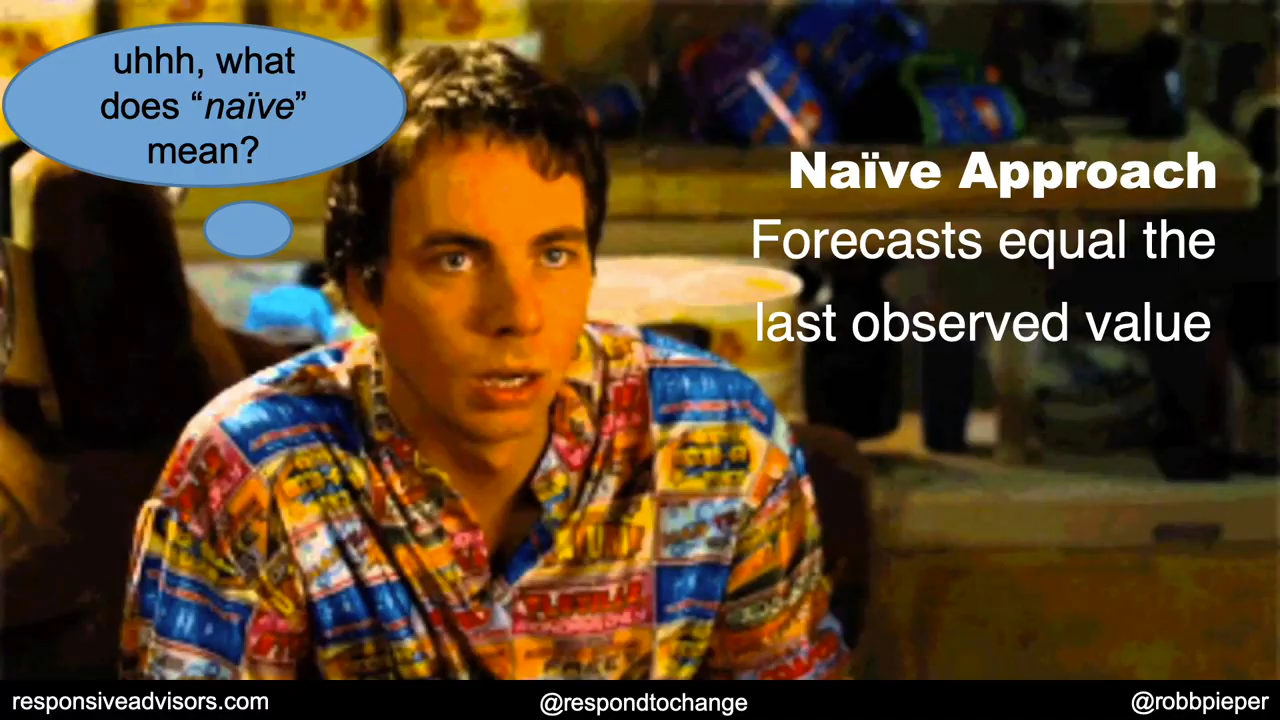 uhhh, what
does “naïve”
mean?
Naïve Approach
Forecasts equal the
last observed value
responsiveadvisors.com
@respondtochange
@robbpieper